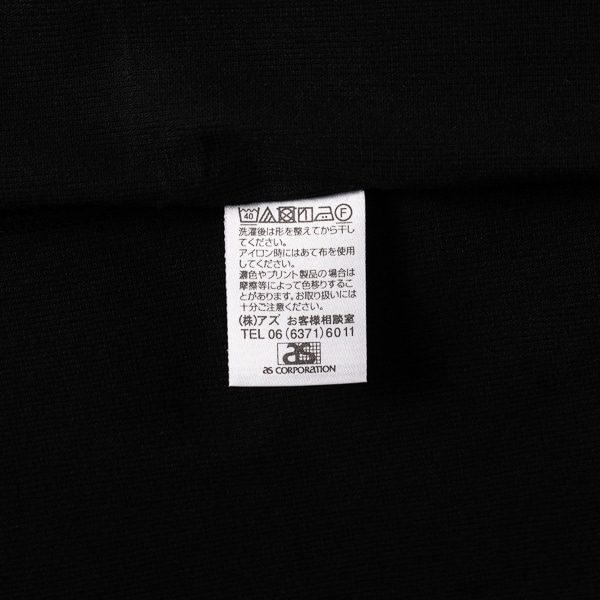 40 F
洗濯後は形を整えてから干し
てください。
アイロン時にはあて布を使用
してください。
濃色やプリント製品の場合は
摩擦等によって色移りするこ
とがあります。お取り扱いには
十分ご注意ください。
(株)アズ お客様相談室
TEL 06(6371)6011
as
as CORPORATION